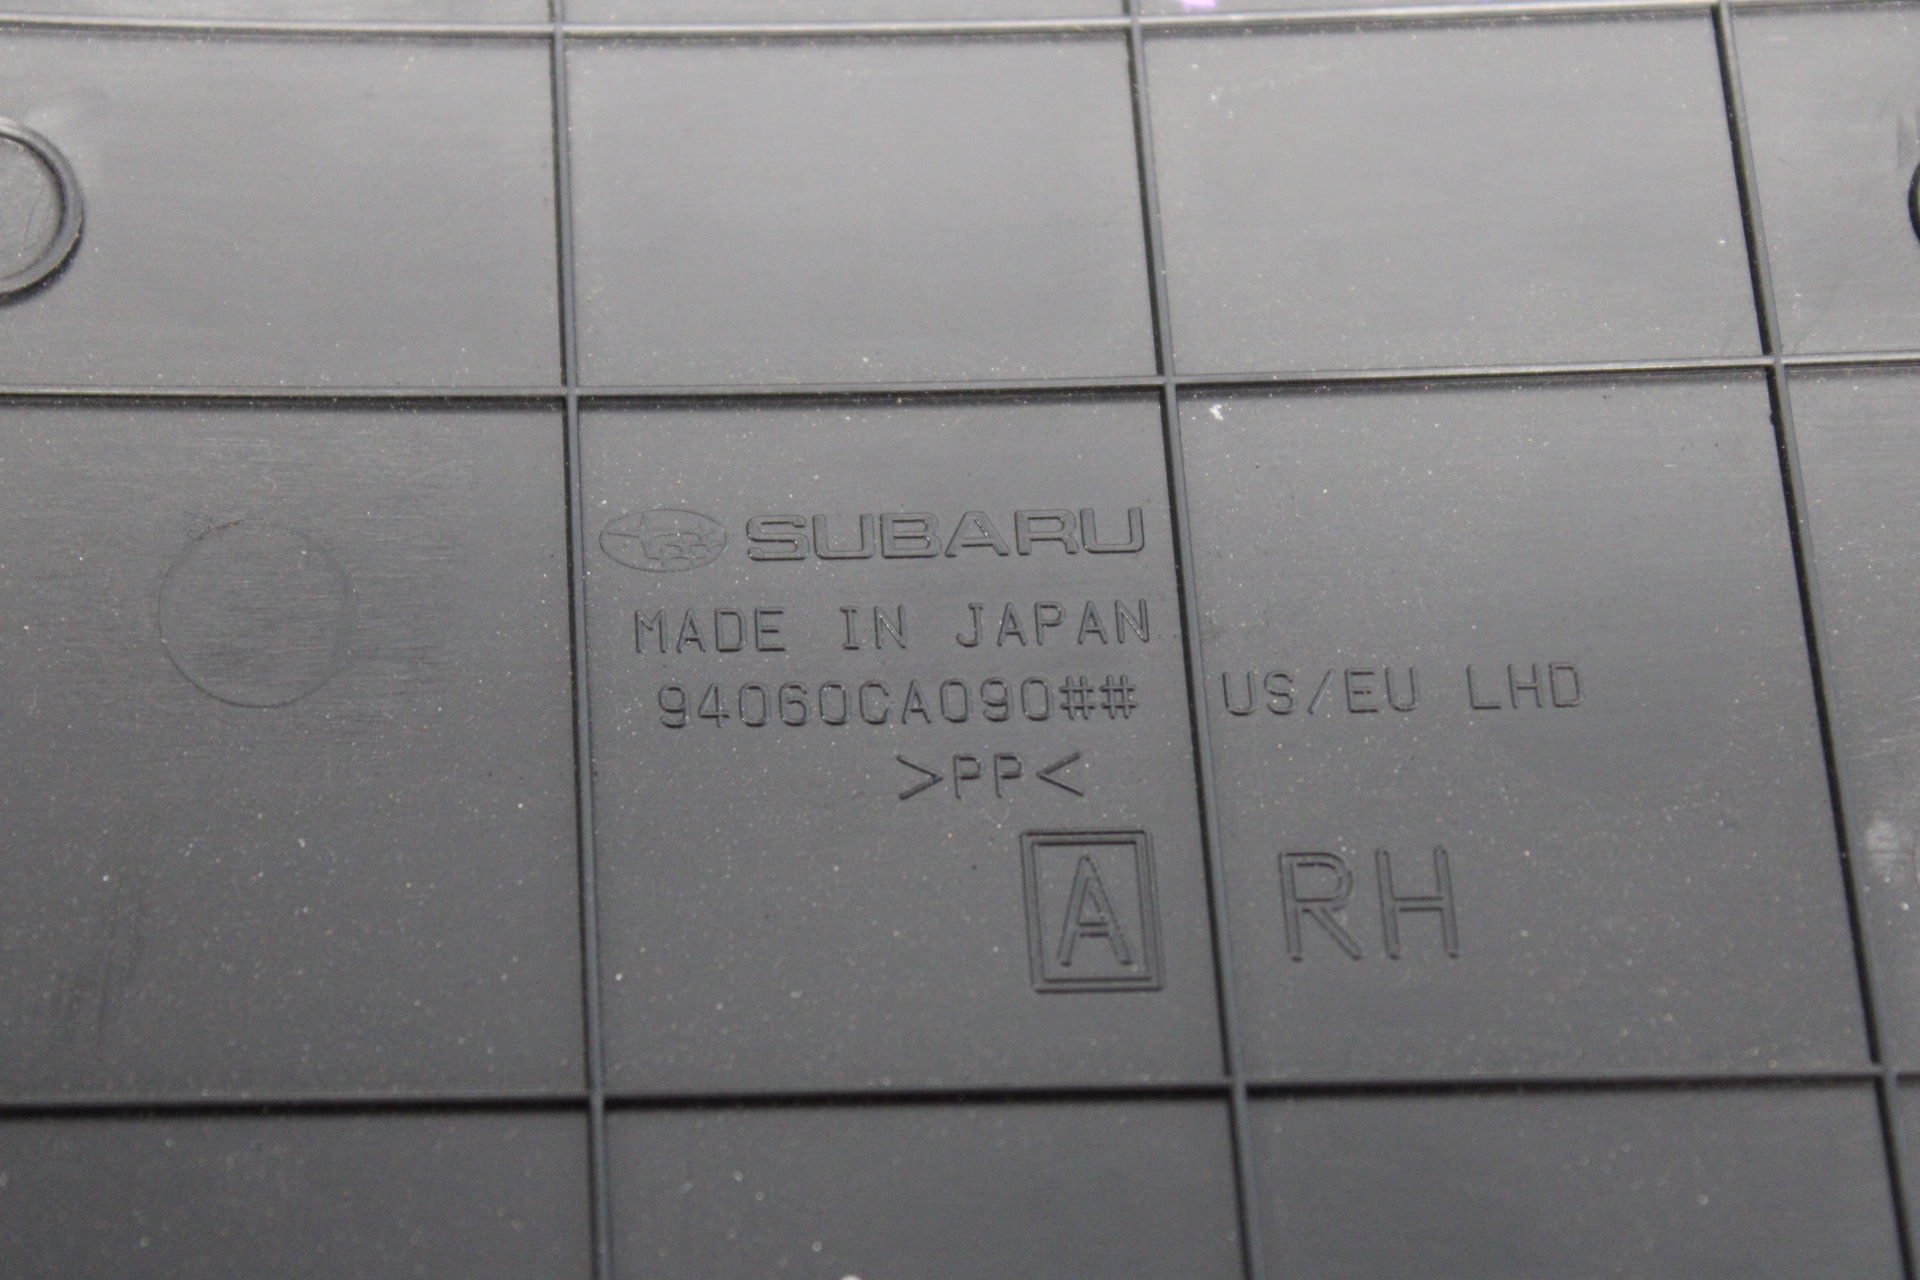 SUBARU
MADE IN JAPAN
94060CA090## US/EU LHD
>PP<
A RH